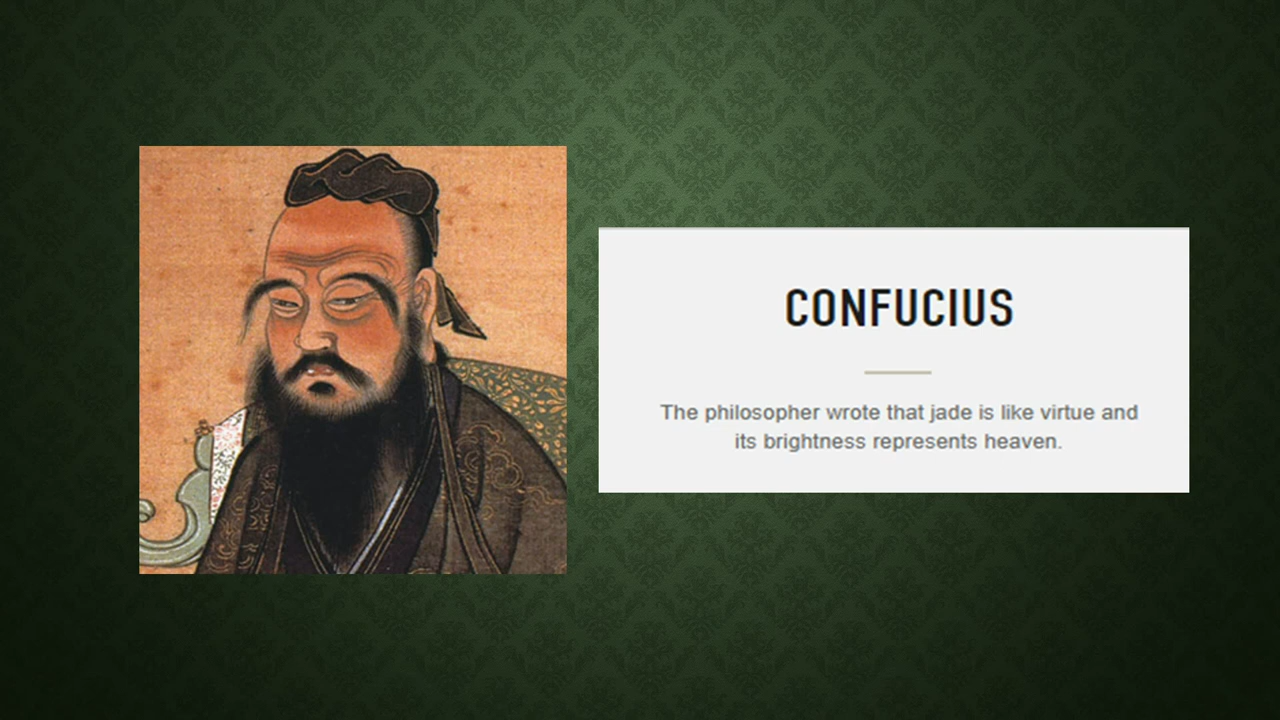 CONFUCIUS
The philosopher wrote that jade is like virtue and
its brightness represents heaven.